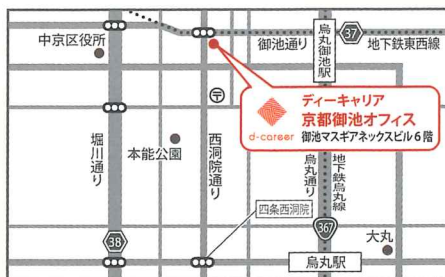 中京区役所
御池通り
烏丸御池駅
37
地下鉄東西線
〒
ディーキャリア
京都御池オフィス
御池マスギアネックスビル6階
d-career
堀川通り
本能公園
西洞院通り
烏丸通り
地下鉄烏丸線
四条西洞院
367
38
烏丸駅
大丸